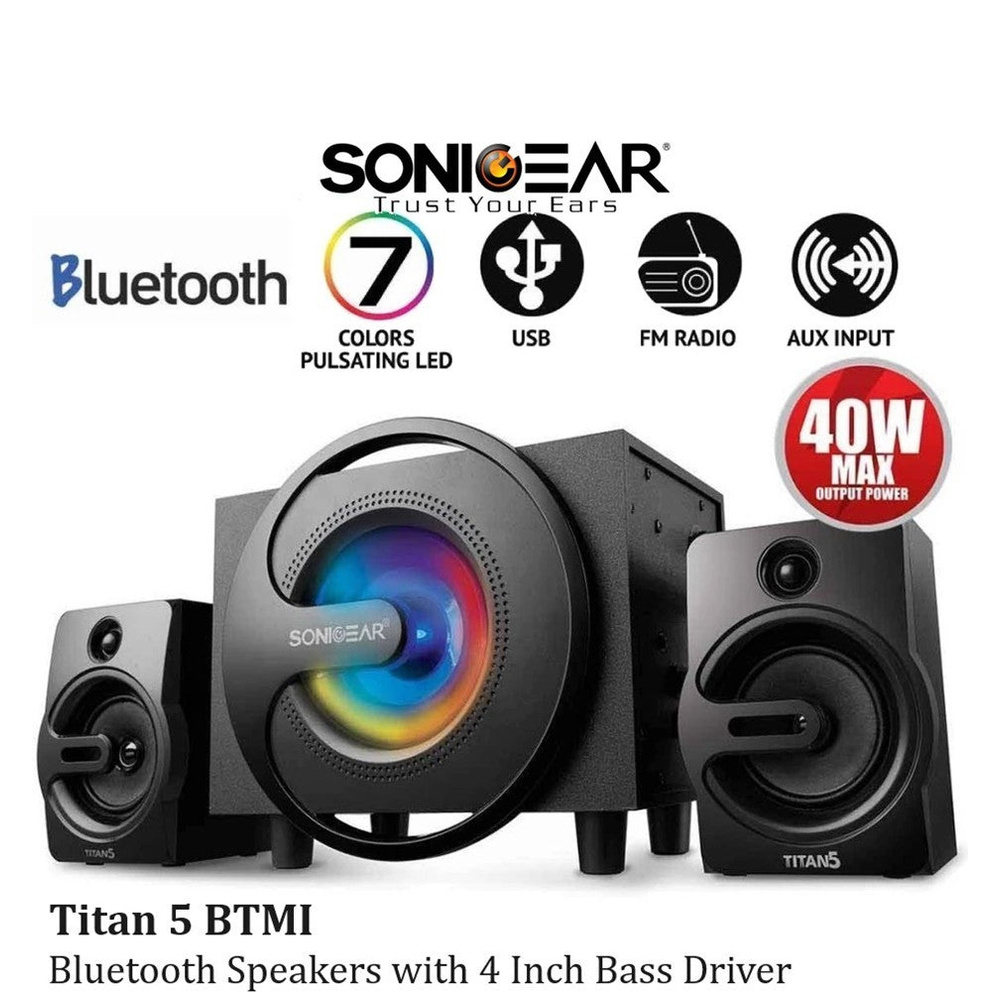 SONICGEAR®
Trust Your Ears
Bluetooth
7
COLORS
PULSATING LED
USB
FM RADIO
AUX INPUT
40W
MAX
OUTPUT POWER
SONICGEAR®
TITAN5
TITAN5
Titan 5 BTMI
Bluetooth Speakers with 4 Inch Bass Driver